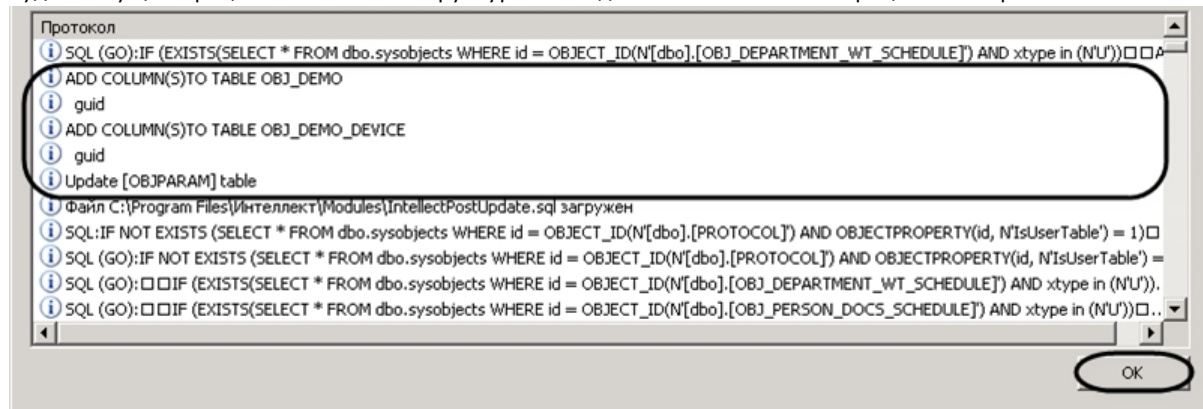 Протокол
SQL (GO):IF (EXISTS(SELECT * FROM dbo.sysobjects WHERE id = OBJECT_ID(N'[dbo].[OBJ_DEPARTMENT_WT_SCHEDULE]') AND xtype in (N'U'))□□A
ADD COLUMN(S)TO TABLE OBJ_DEMO
guid
ADD COLUMN(S)TO TABLE OBJ_DEMO_DEVICE
guid
Update [OBJPARAM] table
Файл C:\Program Files\Интеллект\Modules\IntellectPostUpdate.sql загружен
SQL:IF NOT EXISTS (SELECT * FROM dbo.sysobjects WHERE id = OBJECT_ID(N'[dbo].[PROTOCOL]') AND OBJECTPROPERTY(id, N'IsUserTable') = 1)□
SQL (GO):IF NOT EXISTS (SELECT * FROM dbo.sysobjects WHERE id = OBJECT_ID(N'[dbo].[PROTOCOL]') AND OBJECTPROPERTY(id, N'IsUserTable') =
SQL (GO):□□IF (EXISTS(SELECT * FROM dbo.sysobjects WHERE id = OBJECT_ID(N'[dbo].[OBJ_DEPARTMENT_WT_SCHEDULE]') AND xtype in (N'U')).
SQL (GO):□□IF (EXISTS(SELECT * FROM dbo.sysobjects WHERE id = OBJECT_ID(N'[dbo].[OBJ_PERSON_DOCS_SCHEDULE]') AND xtype in (N'U'))□..
OK